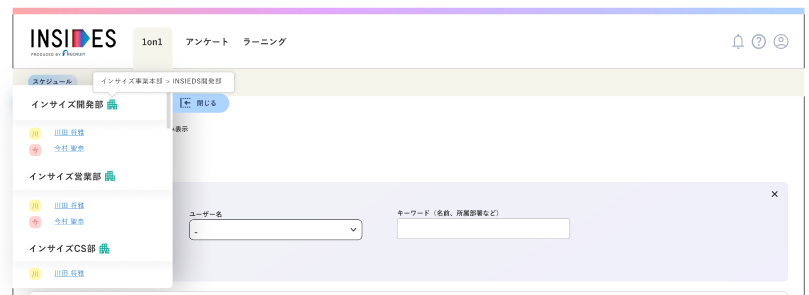 INSIDES
PRODUCED BY RECRUIT
1on1
アンケート
ラーニング
スケジュール
インサイズ事業本部 > INSIEDS開発部
インサイズ開発部
閉じる
川
川田 将雅
今
今村 聖奈
表示
インサイズ営業部
川
川田 将雅
今
今村 聖奈
ユーザー名
-
キーワード（名前、所属部署など）
インサイズCS部
川
川田 将雅